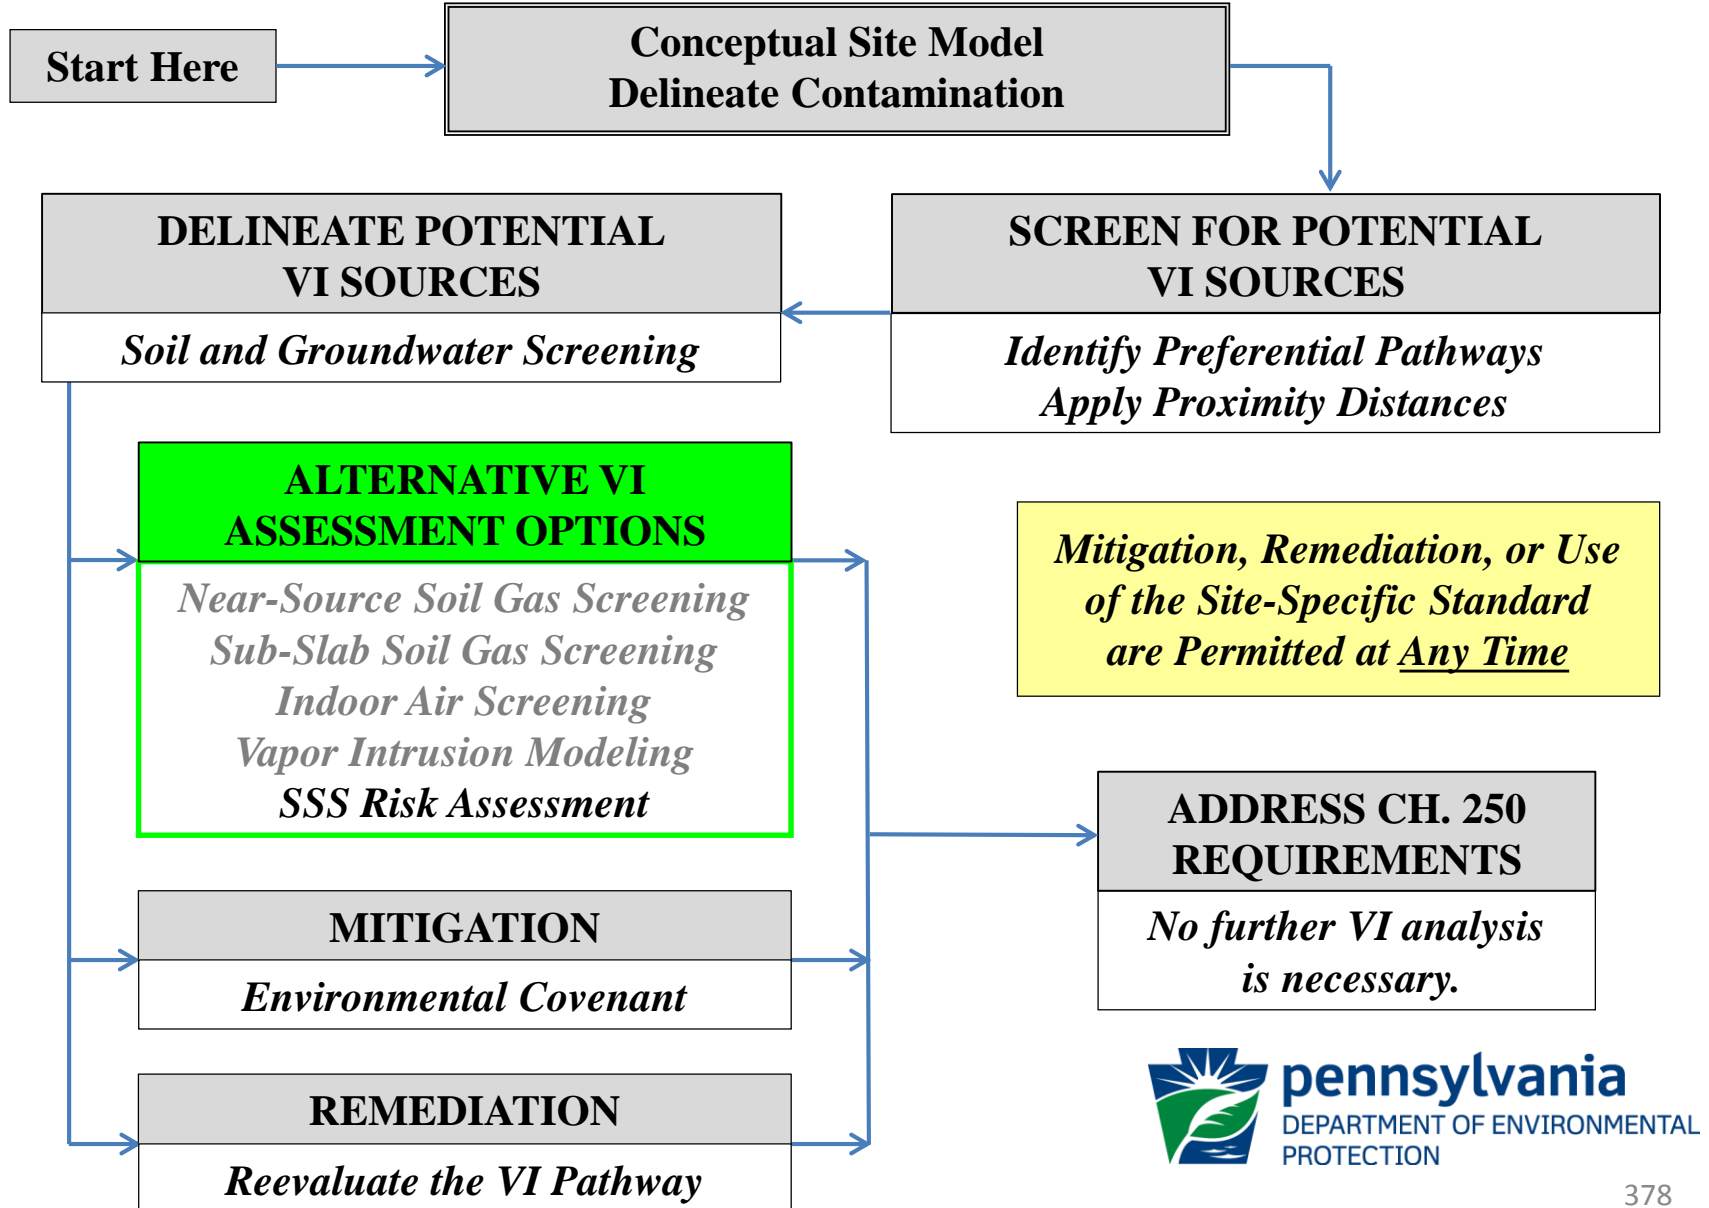 Start Here
Conceptual Site Model
Delineate Contamination
DELINEATE POTENTIAL
VI SOURCES
Soil and Groundwater Screening
SCREEN FOR POTENTIAL
VI SOURCES
Identify Preferential Pathways
Apply Proximity Distances
ALTERNATIVE VI
ASSESSMENT OPTIONS
Near-Source Soil Gas Screening
Sub-Slab Soil Gas Screening
Indoor Air Screening
Vapor Intrusion Modeling
SSS Risk Assessment
Mitigation, Remediation, or Use
of the Site-Specific Standard
are Permitted at Any Time
ADDRESS CH. 250
REQUIREMENTS
No further VI analysis
is necessary.
MITIGATION
Environmental Covenant
REMEDIATION
Reevaluate the VI Pathway
pennsylvania
DEPARTMENT OF ENVIRONMENTAL
PROTECTION
378